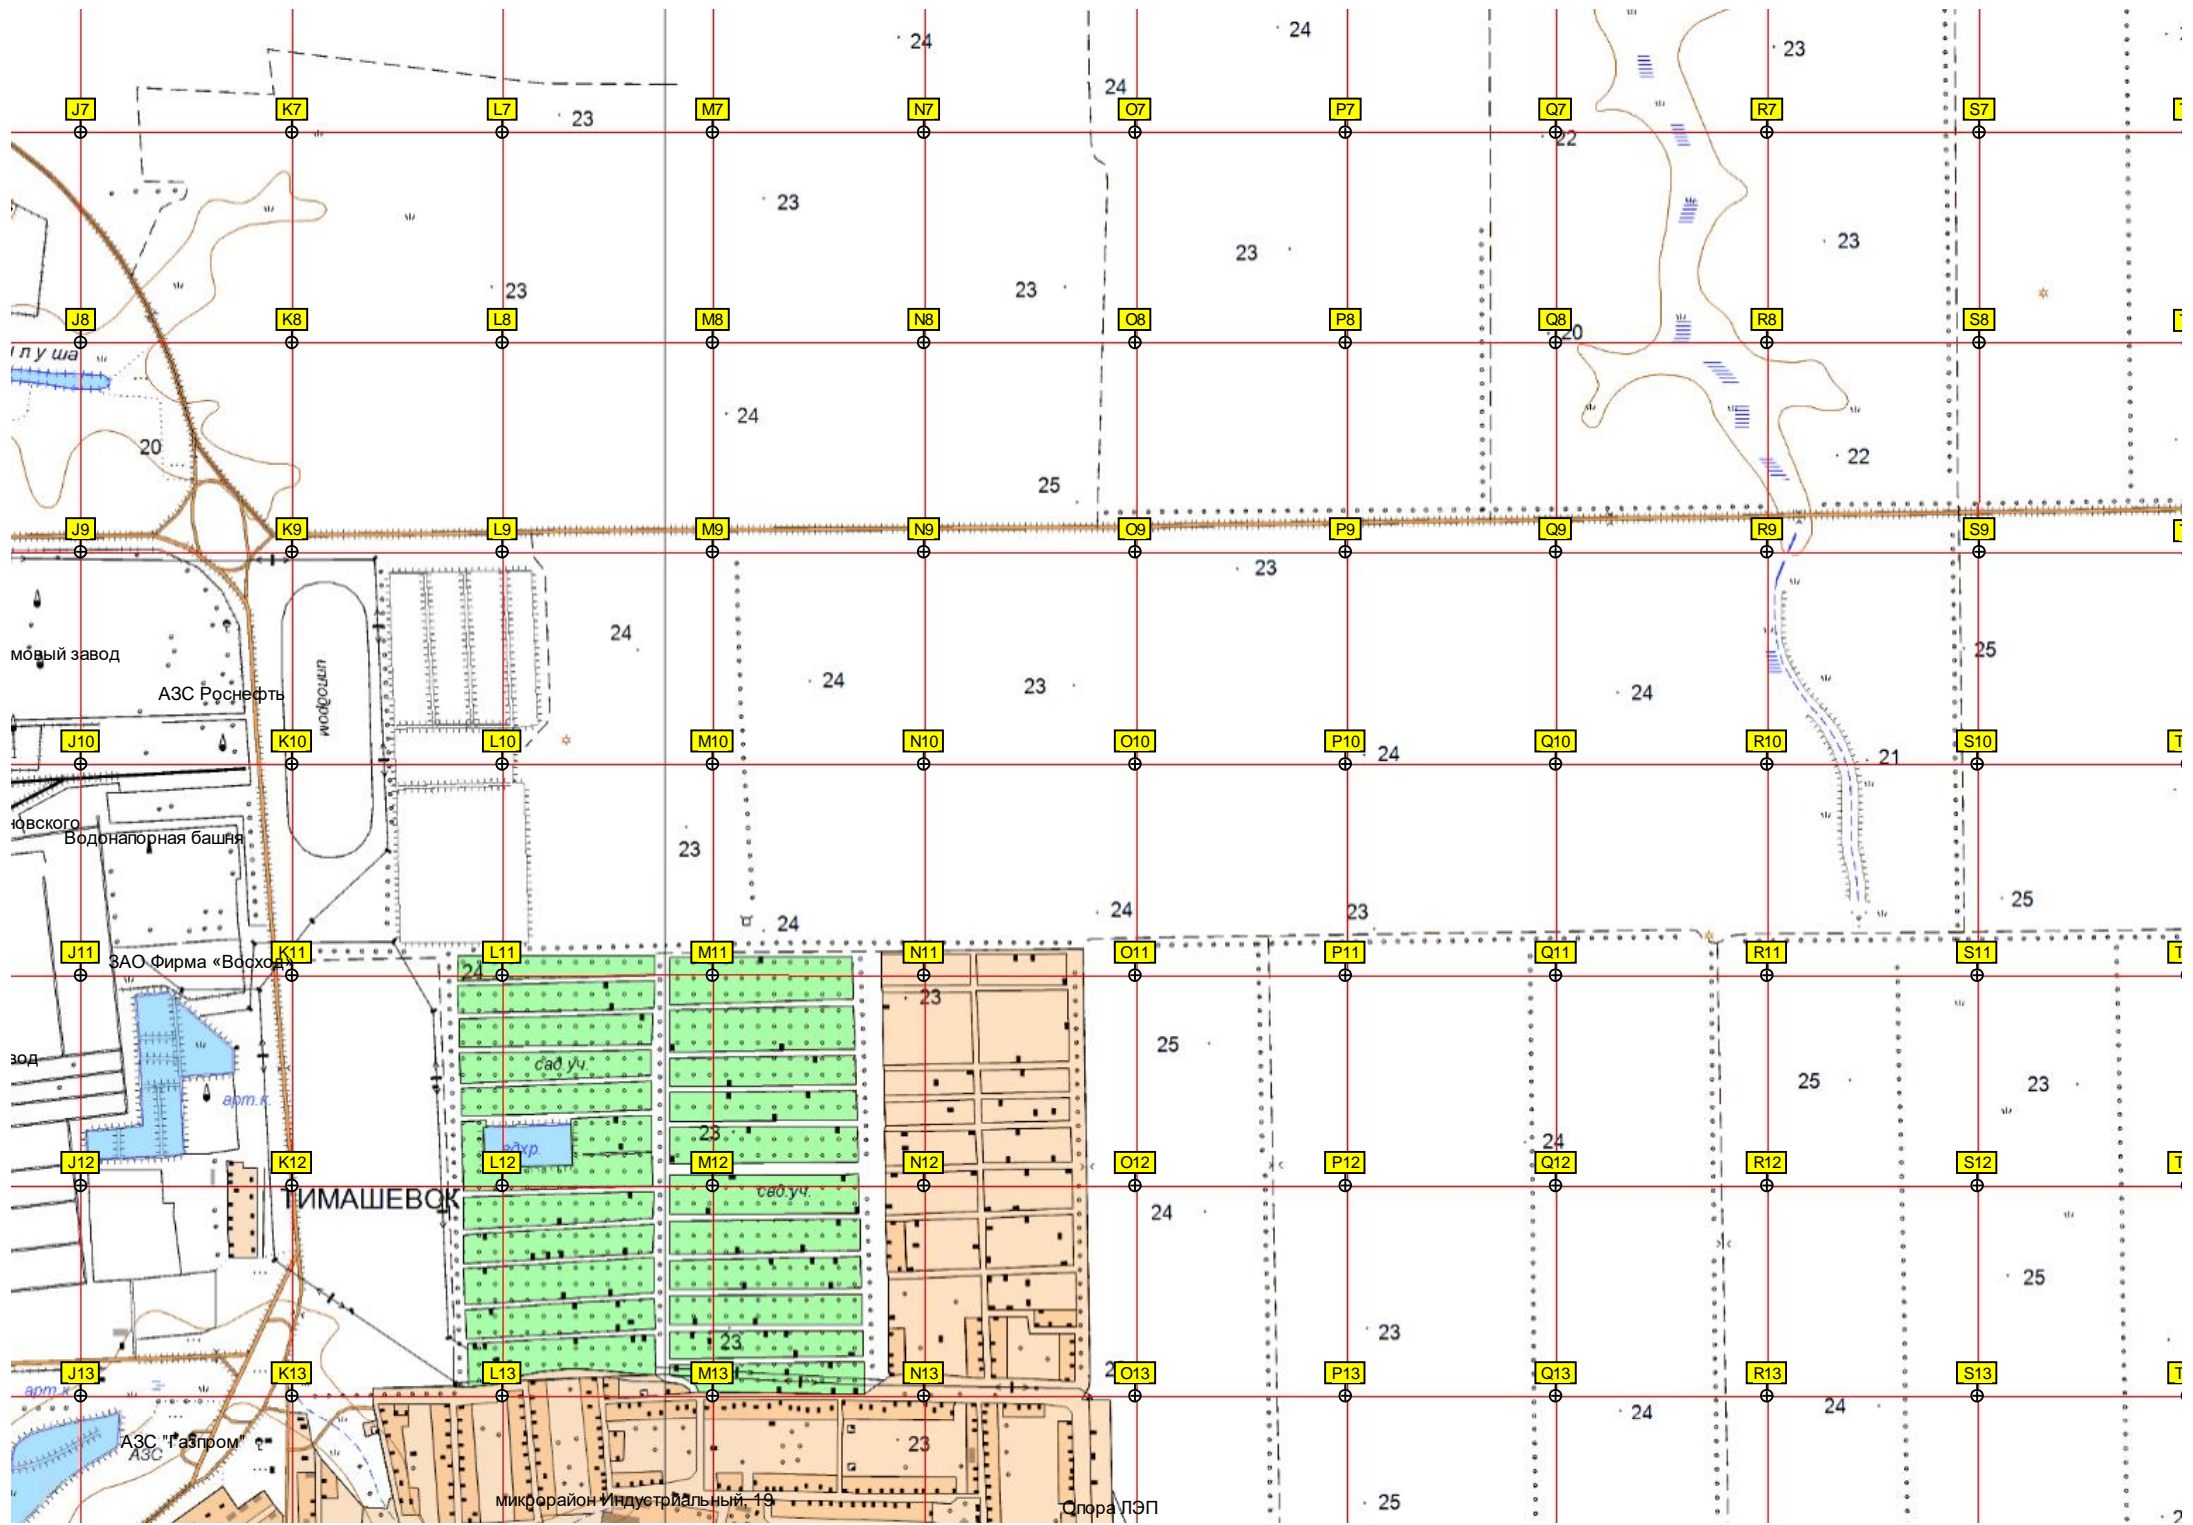 24 24 23
24
J7 K7 L7 23 M7 N7 O7 P7 Q7 R7 S7
22
23 23 23
23 23
J8 K8 L8 M8 N8 O8 P8 Q8 20 R8 S8
луша
24
20 22
25
J9 K9 L9 M9 N9 O9 P9 Q9 R9 S9
23
24 25
мовый завод
АЗС Роснефть
24 23 24
ипподром
J10 K10 L10 M10 N10 O10 P10 24 Q10 R10 21 S10
новского
Водонапорная башня
23
24 24 23 25
J11 K11 L11 M11 N11 O11 P11 Q11 R11 S11
ЗАО Фирма «Восход»
24 23
25
вод сад.уч.
25 23
арт.к.
23 24
вдхр.
J12 K12 L12 M12 N12 O12 P12 Q12 R12 S12
ТИМАШЕВСК
сад.уч. 24
25
23 23
J13 K13 L13 M13 N13 O13 P13 Q13 R13 S13
арт.к.
24 24
АЗС "Газпром"
АЗС
23
микрорайон Индустриальный, 19
Опора ЛЭП
25